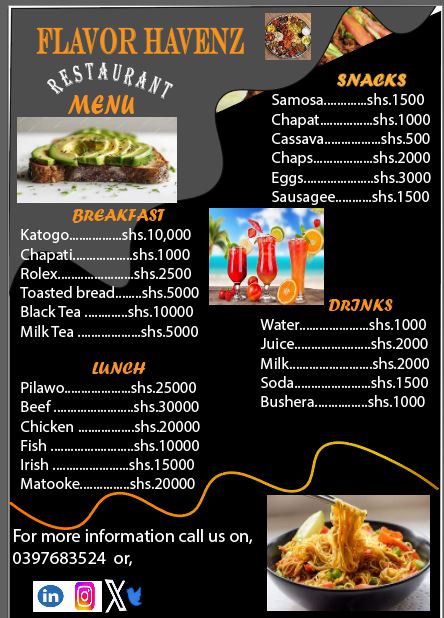 FLAVOR HAVENZ
RESTAURANT
MENU
BREAKFAST
Katogo...............shs.10,000
Chapati..................shs.1000
Rolex.......................shs.2500
Toasted bread........shs.5000
Black Tea .............shs.10000
Milk Tea ..................shs.5000
LUNCH
Pilawo...................shs.25000
Beef .......................shs.30000
Chicken ................shs.20000
Fish .......................shs.10000
Irish ......................shs.15000
Matooke...............shs.20000
SNACKS
Samosa.............shs.1500
Chapat...............shs.1000
Cassava.................shs.500
Chaps................shs.2000
Eggs....................shs.3000
Sausagee...........shs.1500
DRINKS
Water....................shs.1000
Juice......................shs.2000
Milk........................shs.2000
Soda......................shs.1500
Bushera...............shs.1000
For more information call us on,
0397683524 or,
in
X